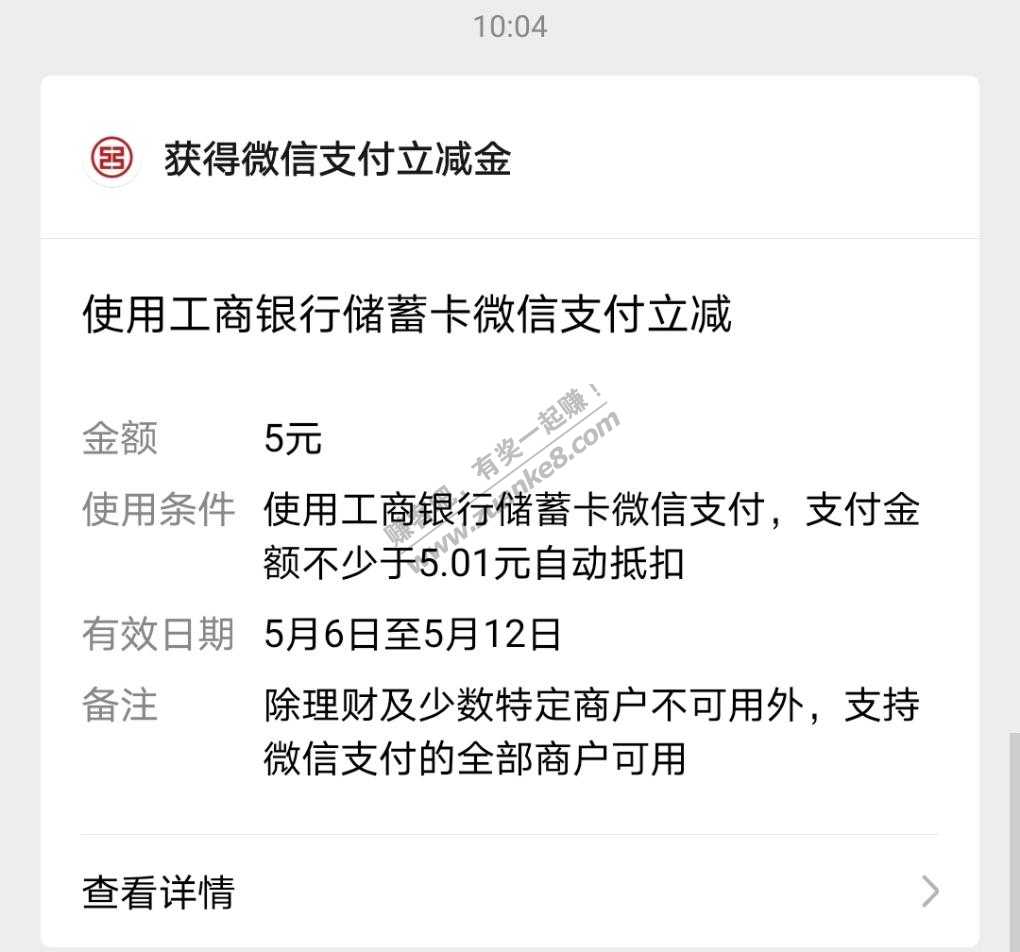 10:04
获得微信支付立减金
使用工商银行储蓄卡微信支付立减
金额 5元
使用条件 使用工商银行储蓄卡微信支付，支付金
额不少于5.01元自动抵扣
有效日期 5月6日至5月12日
备注 除理财及少数特定商户不可用外，支持
微信支付的全部商户可用
查看详情
赚客吧，有奖一起赚！
www.zuanke8.com